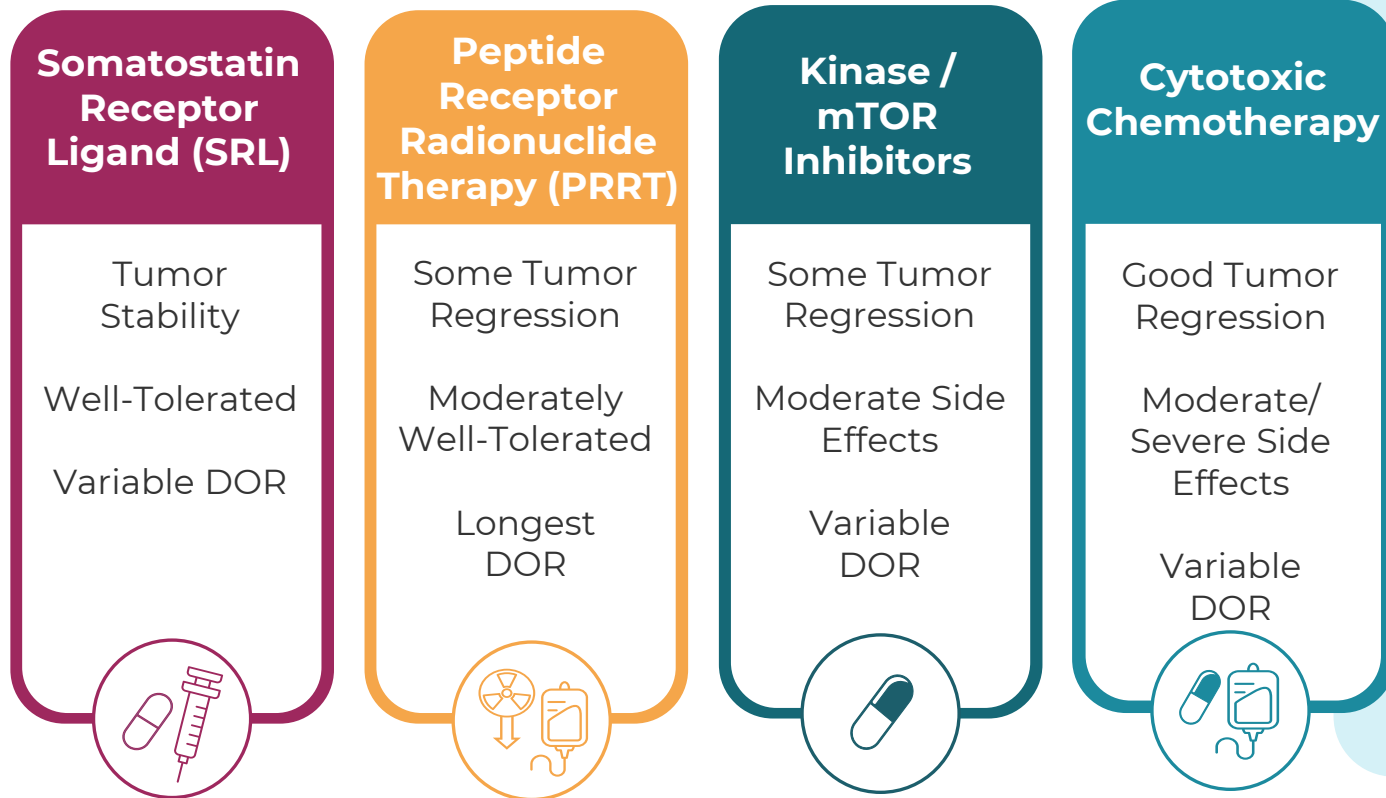 Somatostatin
Receptor
Ligand (SRL)
Tumor
Stability
Well-Tolerated
Variable DOR
Peptide
Receptor
Radionuclide
Therapy (PRRT)
Some Tumor
Regression
Moderately
Well-Tolerated
Longest
DOR
Kinase /
mTOR
Inhibitors
Some Tumor
Regression
Moderate Side
Effects
Variable
DOR
Cytotoxic
Chemotherapy
Good Tumor
Regression
Moderate/
Severe Side
Effects
Variable
DOR